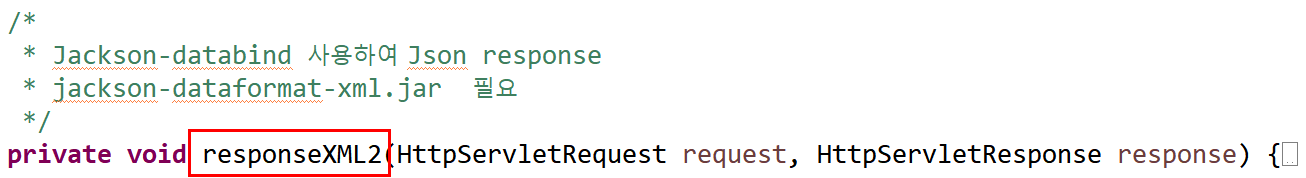 /*
 * Jackson-databind 사용하여 Json response
 * jackson-dataformat-xml.jar  필요
 */
private void responseXML2(HttpServletRequest request, HttpServletResponse response) {